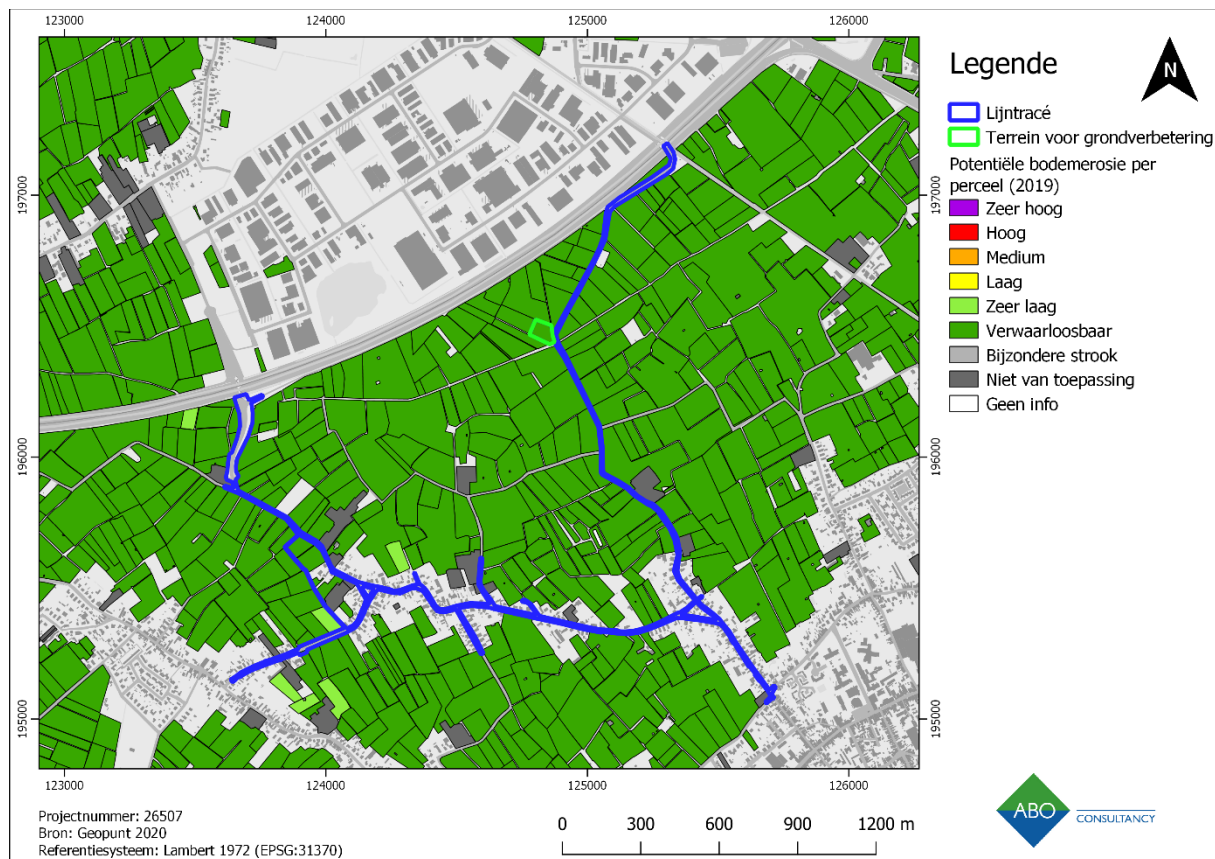 123000 124000 125000 126000
197000
197000
196000
196000
195000
195000
123000 124000 125000 126000
Legende
N
Lijntracé
Terrein voor grondverbetering
Potentiële bodemerosie per
perceel (2019)
Zeer hoog
Hoog
Medium
Laag
Zeer laag
Verwaarloosbaar
Bijzondere strook
Niet van toepassing
Geen info
Projectnummer: 26507
Bron: Geopunt 2020
Referentiesysteem: Lambert 1972 (EPSG:31370)
0 300 600 900 1200 m
ABO
CONSULTANCY